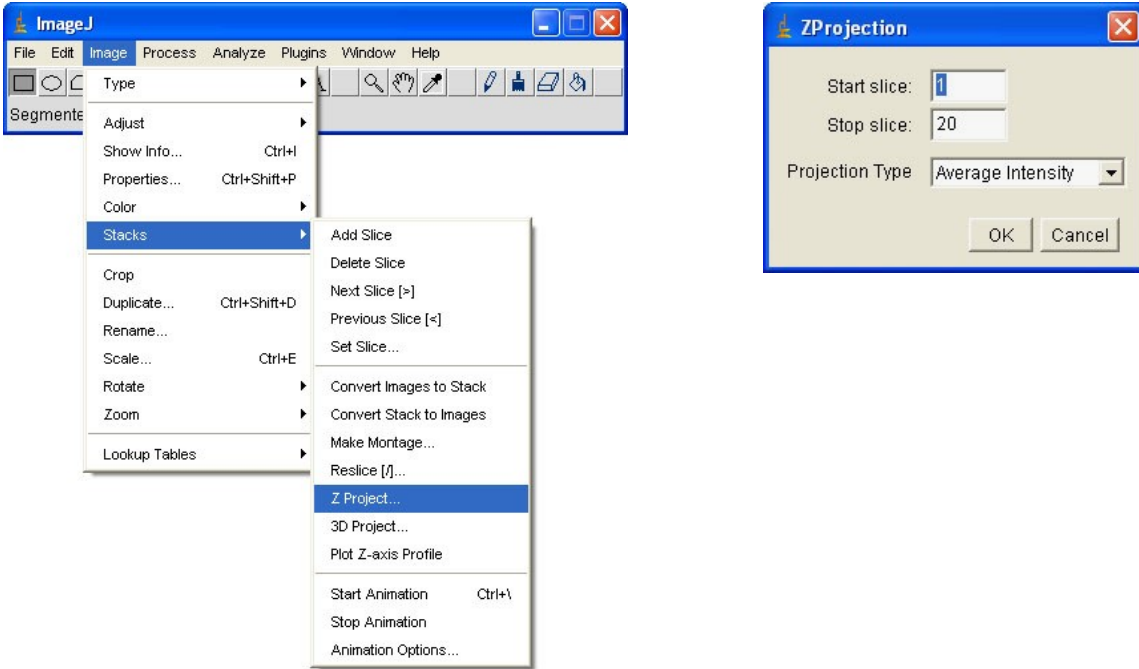 ImageJ
File Edit Image Process Analyze Plugins Window Help
Segmente
Type
Adjust
Show Info... Ctrl+I
Properties... Ctrl+Shift+P
Color
Stacks
Crop
Duplicate... Ctrl+Shift+D
Rename...
Scale... Ctrl+E
Rotate
Zoom
Lookup Tables
Add Slice
Delete Slice
Next Slice [>]
Previous Slice [<]
Set Slice...
Convert Images to Stack
Convert Stack to Images
Make Montage...
Reslice [/]...
Z Project...
3D Project...
Plot Z-axis Profile
Start Animation Ctrl+\
Stop Animation
Animation Options...
ZProjection
Start slice: 1
Stop slice: 20
Projection Type Average Intensity
OK Cancel